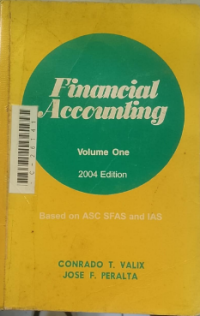 Financial
Accounting
Volume One
2004 Edition
Based on ASC SFAS and IAS
CONRADO T. VALIX
JOSE F. PERALTA